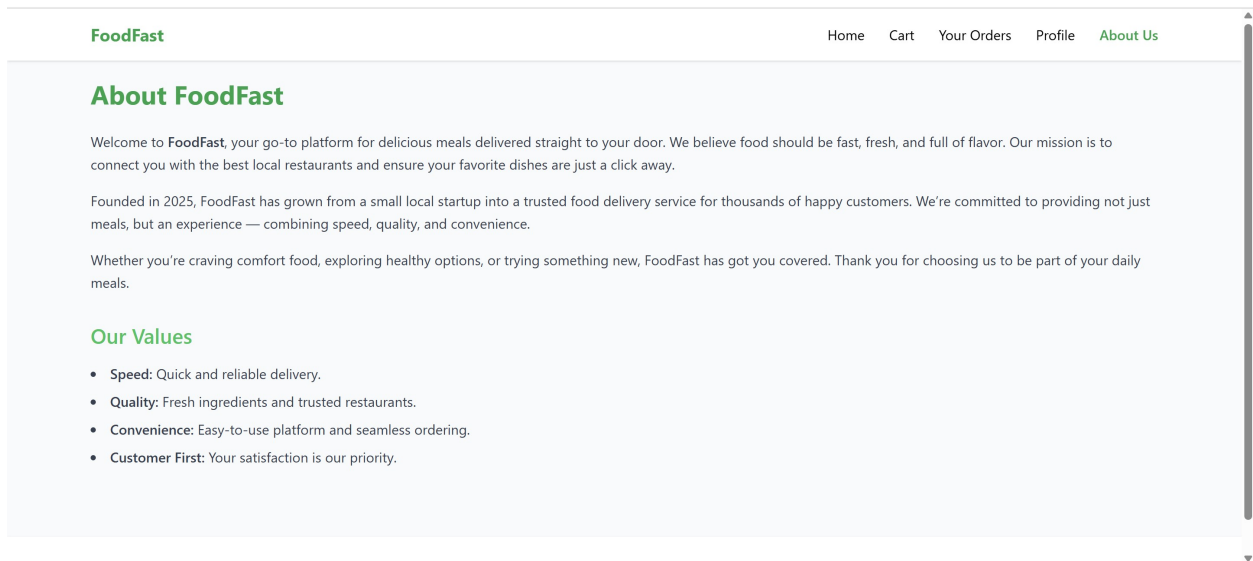 FoodFast
Home Cart Your Orders Profile About Us
About FoodFast
Welcome to FoodFast, your go-to platform for delicious meals delivered straight to your door. We believe food should be fast, fresh, and full of flavor. Our mission is to
connect you with the best local restaurants and ensure your favorite dishes are just a click away.
Founded in 2025, FoodFast has grown from a small local startup into a trusted food delivery service for thousands of happy customers. We're committed to providing not just
meals, but an experience — combining speed, quality, and convenience.
Whether you're craving comfort food, exploring healthy options, or trying something new, FoodFast has got you covered. Thank you for choosing us to be part of your daily
meals.
Our Values
• Speed: Quick and reliable delivery.
• Quality: Fresh ingredients and trusted restaurants.
• Convenience: Easy-to-use platform and seamless ordering.
• Customer First: Your satisfaction is our priority.